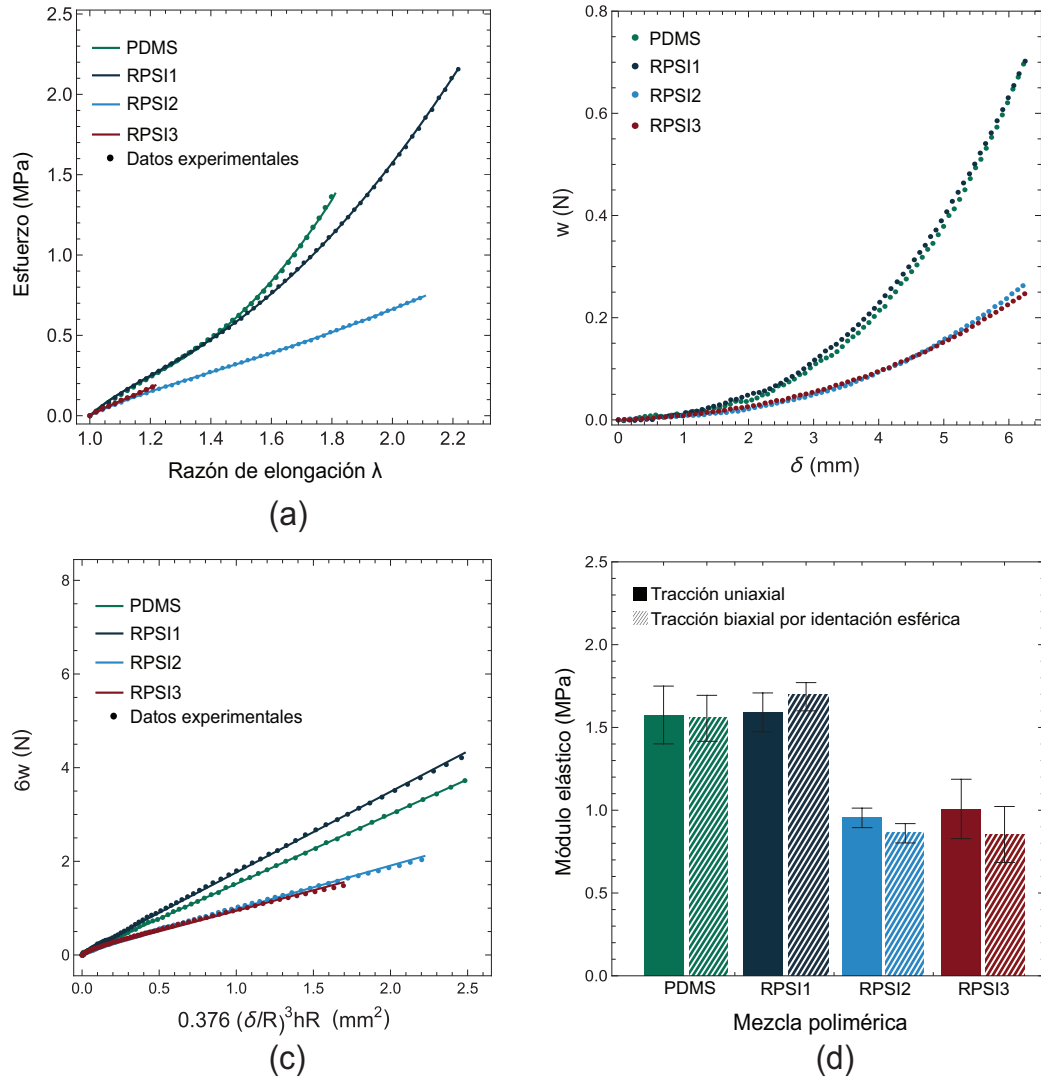 2.5
2.0
1.5
1.0
0.5
0.0
Esfuerzo (MPa)
PDMS
RPSI1
RPSI2
RPSI3
Datos experimentales
1.0 1.2 1.4 1.6 1.8 2.0 2.2
Razón de elongación λ
(a)
0.8
0.6
0.4
0.2
0.0
w (N)
PDMS
RPSI1
RPSI2
RPSI3
0 1 2 3 4 5 6
δ (mm)
8
6
4
2
0
6w (N)
PDMS
RPSI1
RPSI2
RPSI3
Datos experimentales
0.0 0.5 1.0 1.5 2.0 2.5
0.376 (δ/R)³hR (mm²)
(c)
2.5
2.0
1.5
1.0
0.5
0.0
Módulo elástico (MPa)
Tracción uniaxial
Tracción biaxial por identación esférica
PDMS RPSI1 RPSI2 RPSI3
Mezcla polimérica
(d)